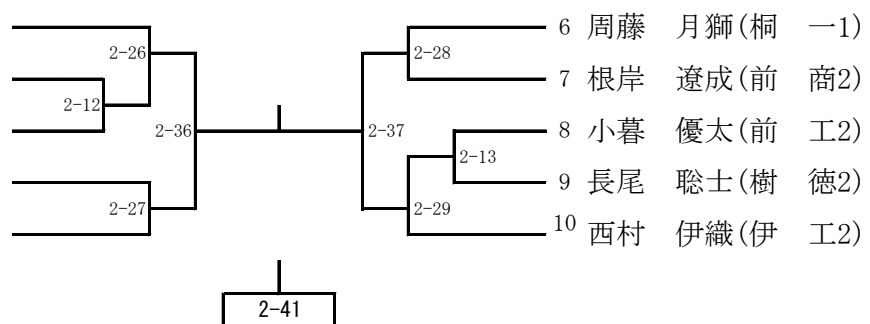 6 周藤　月獅(桐　一1)
2-26
2-28
7 根岸　遼成(前　商2)
2-12
2-36
2-37
8 小暮　優太(前　工2)
2-13
9 長尾　聡士(樹　徳2)
2-27
2-29
10 西村　伊織(伊　工2)
2-41